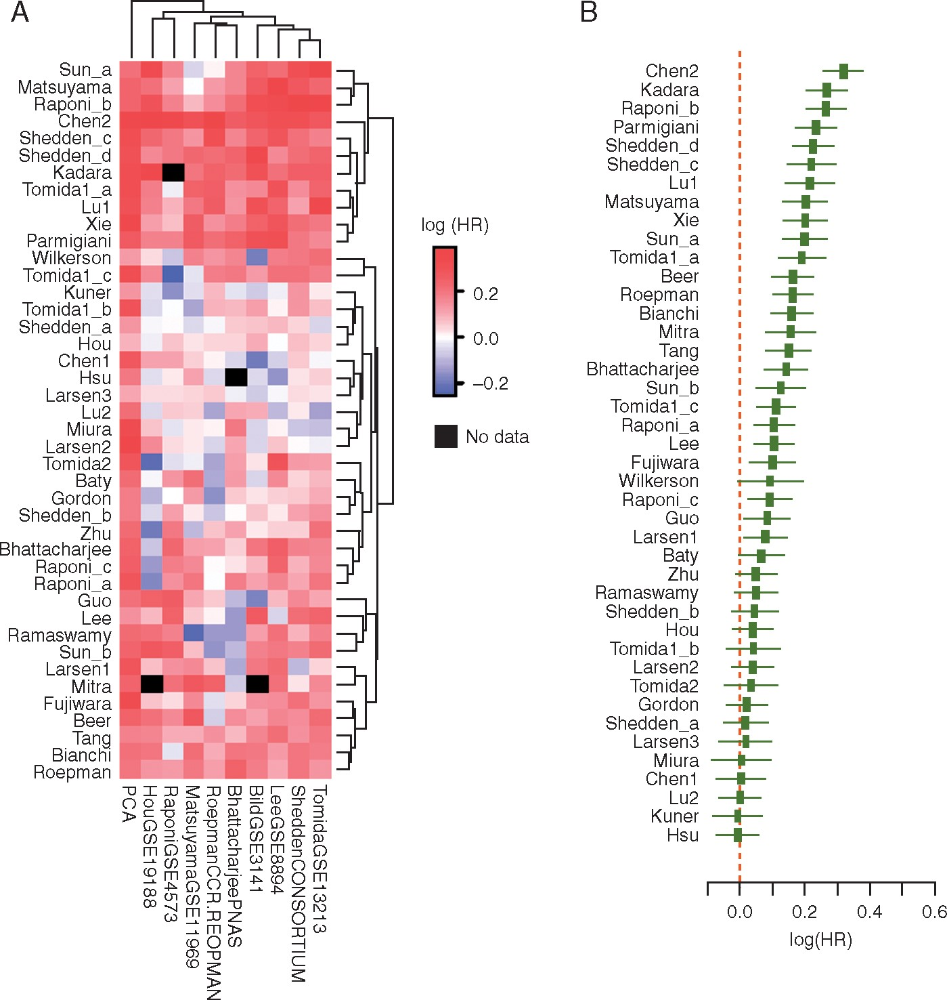 A
Sun_a
Matsuyama
Raponi_b
Chen2
Shedden_c
Shedden_d
Kadara
Tomida1_a
Lu1
Xie
Parmigiani
Wilkerson
Tomida1_c
Kuner
Tomida1_b
Shedden_a
Hou
Chen1
Hsu
Larsen3
Lu2
Miura
Larsen2
Tomida2
Baty
Gordon
Shedden_b
Zhu
Bhattacharjee
Raponi_c
Raponi_a
Guo
Lee
Ramaswamy
Sun_b
Larsen1
Mitra
Fujiwara
Beer
Tang
Bianchi
Roepman
PCA
HouGSE19188
RaponiGSE4573
MatsuyamaGSE11969
RoepmanCCR.REOPMAN
BhattacharjeePNAS
BildGSE3141
LeeGSE8894
SheddenCONSORTIUM
TomidaGSE13213
log (HR)
0.2
0.0
−0.2
No data
B
Chen2
Kadara
Raponi_b
Parmigiani
Shedden_d
Shedden_c
Lu1
Matsuyama
Xie
Sun_a
Tomida1_a
Beer
Roepman
Bianchi
Mitra
Tang
Bhattacharjee
Sun_b
Tomida1_c
Raponi_a
Lee
Fujiwara
Wilkerson
Raponi_c
Guo
Larsen1
Baty
Zhu
Ramaswamy
Shedden_b
Hou
Tomida1_b
Larsen2
Tomida2
Gordon
Shedden_a
Larsen3
Miura
Chen1
Lu2
Kuner
Hsu
0.0 0.2 0.4 0.6
log(HR)